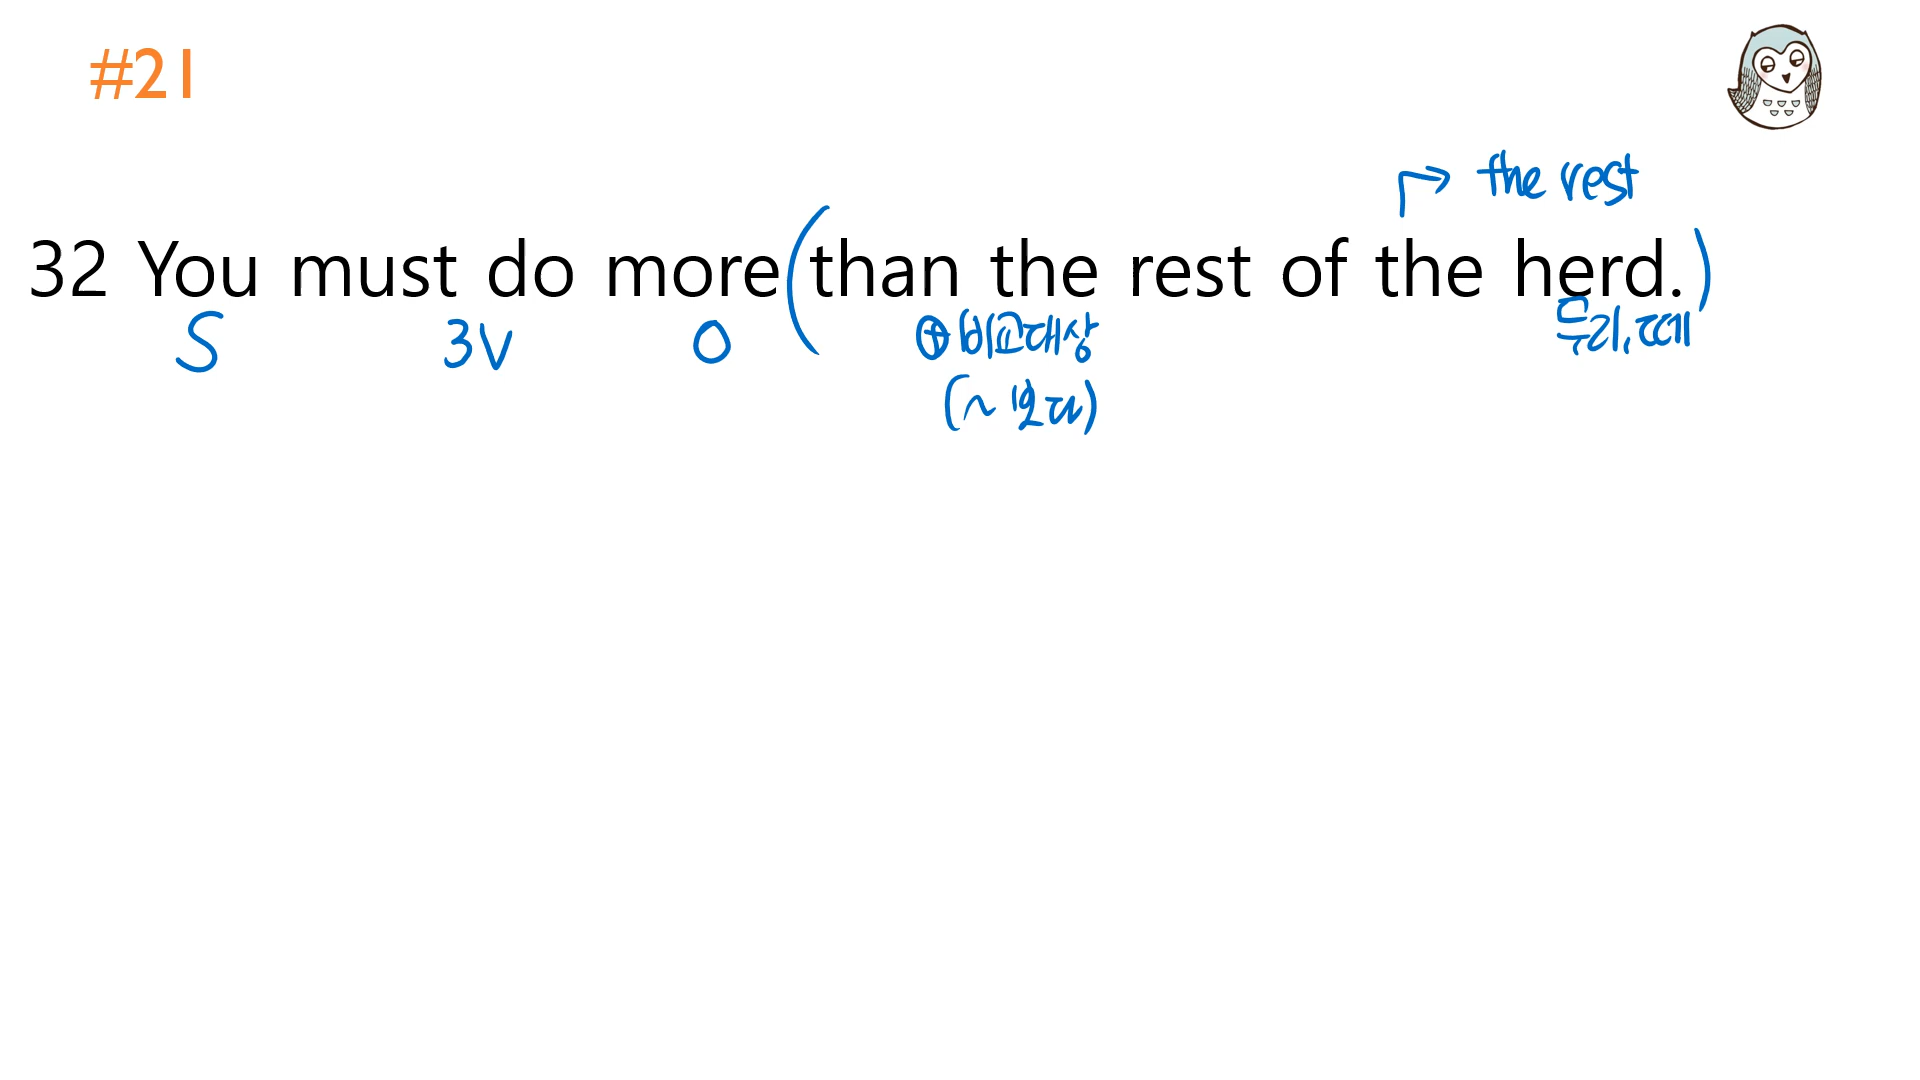 #21
the rest
32 You must do more (than the rest of the herd.)
S 3V O ⊕비교대상 무리, 떼
(~보다)